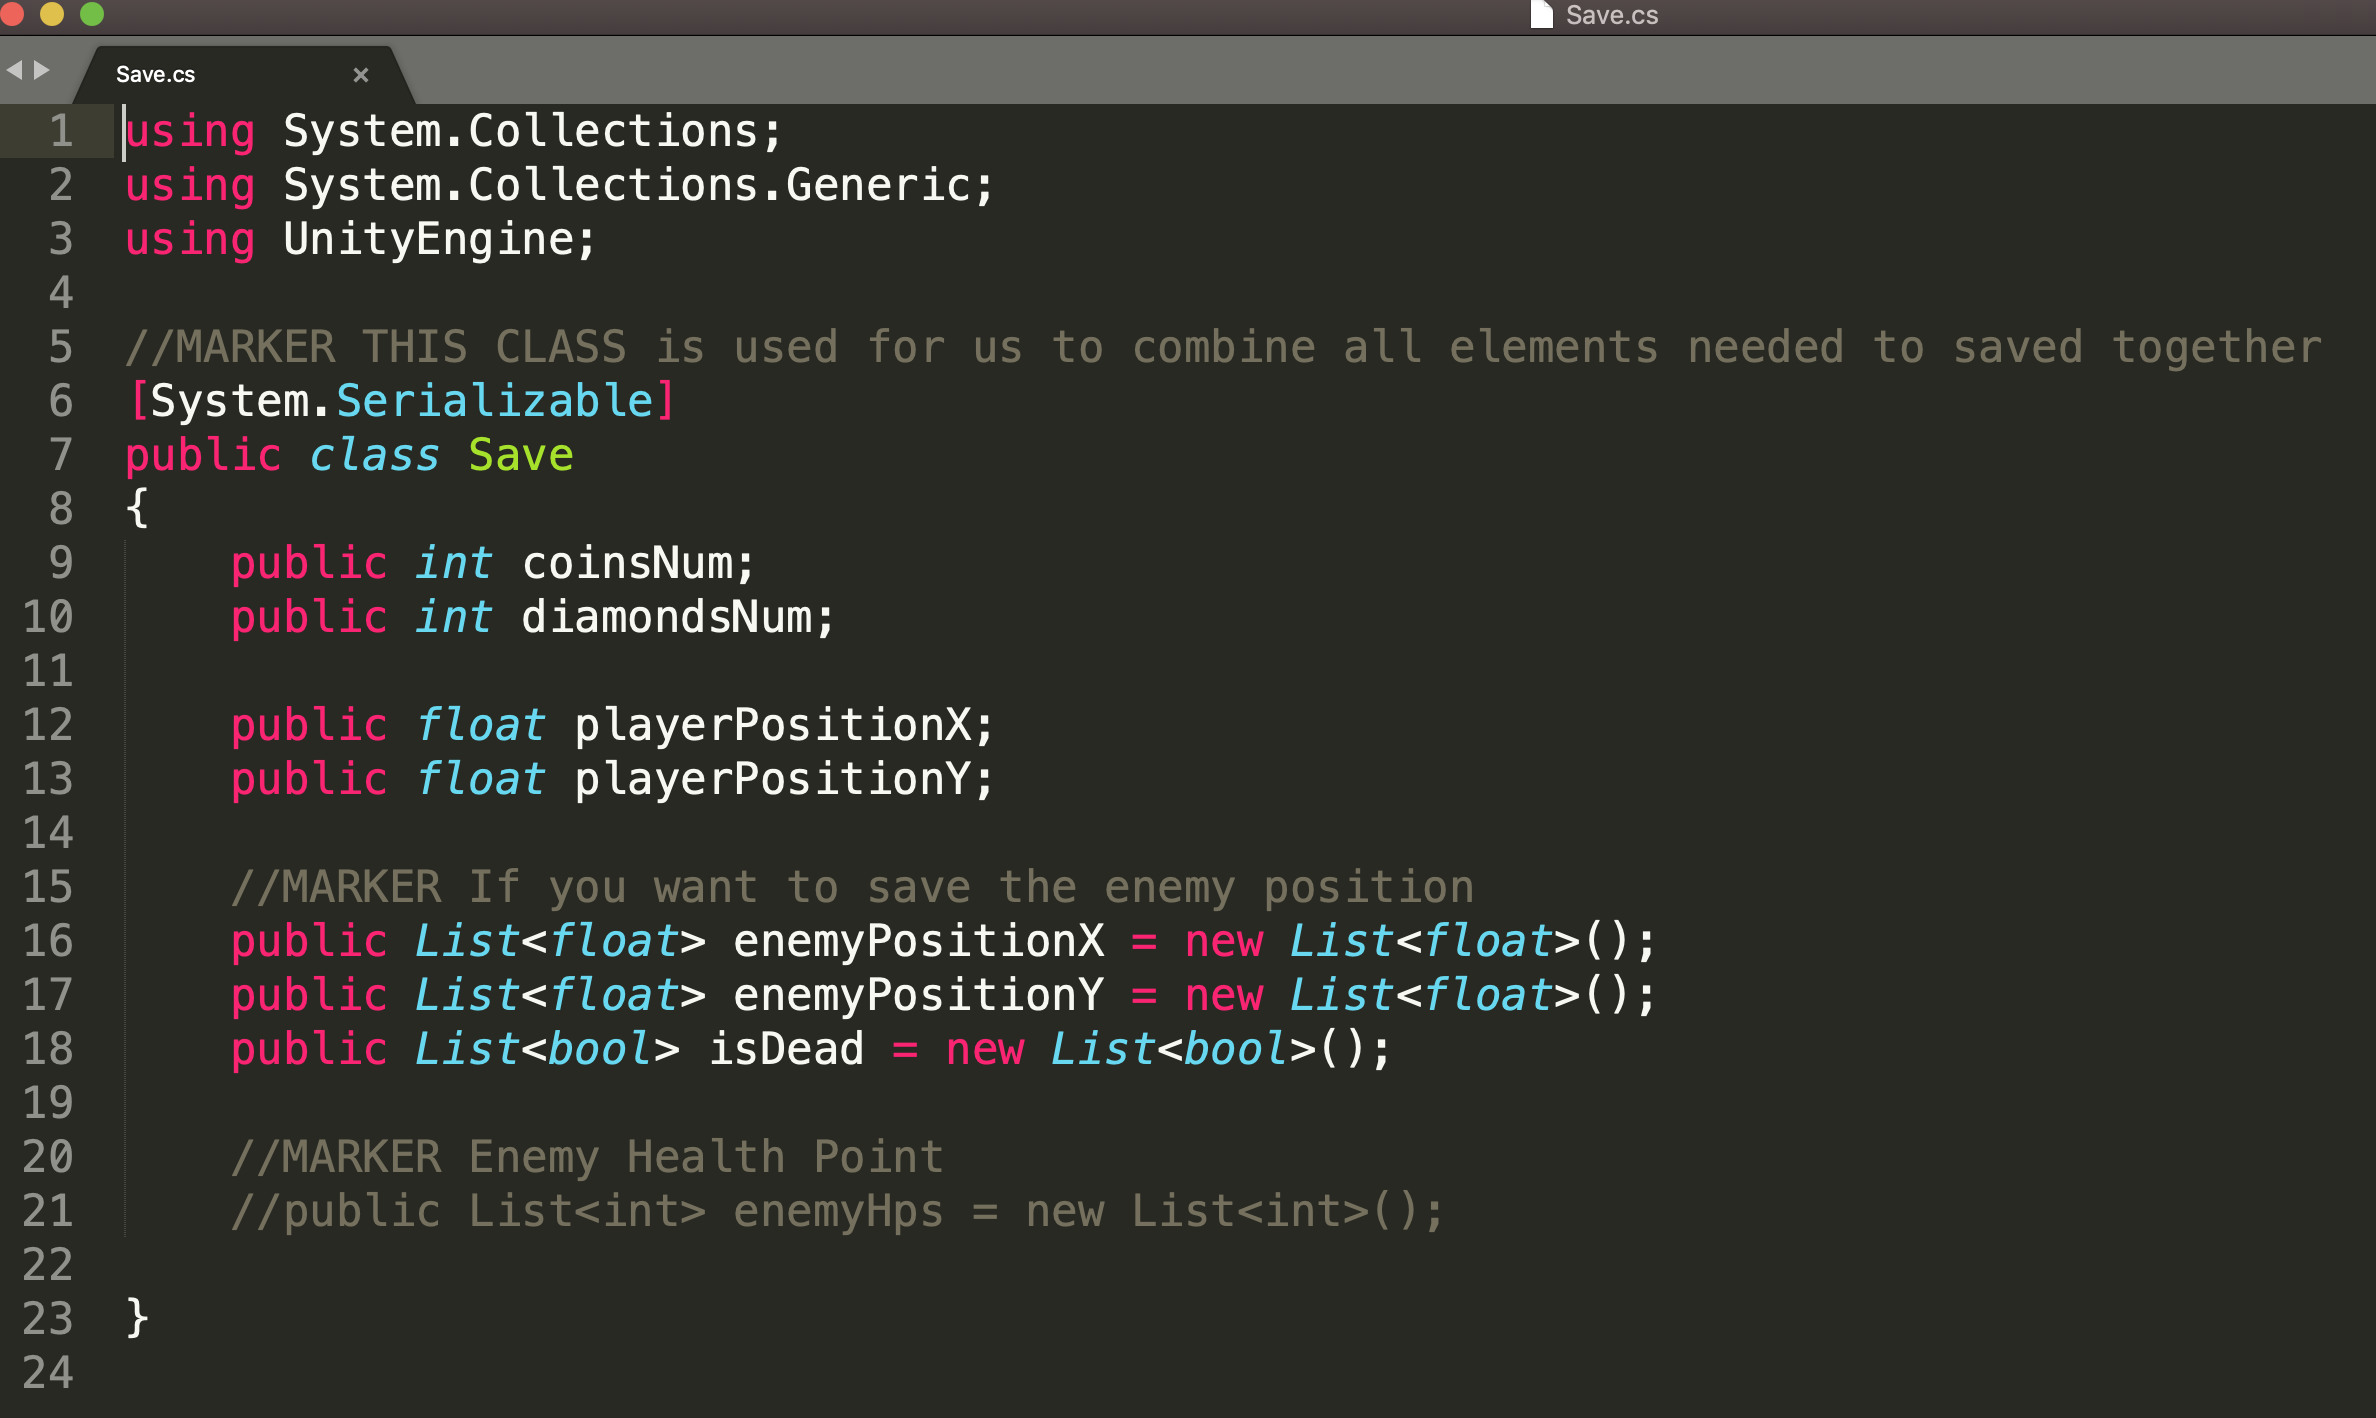 Save.cs
Save.cs ×
1 using System.Collections;
2 using System.Collections.Generic;
3 using UnityEngine;
4
5 //MARKER THIS CLASS is used for us to combine all elements needed to saved together
6 [System.Serializable]
7 public class Save
8 {
9     public int coinsNum;
10     public int diamondsNum;
11
12     public float playerPositionX;
13     public float playerPositionY;
14
15     //MARKER If you want to save the enemy position
16     public List<float> enemyPositionX = new List<float>();
17     public List<float> enemyPositionY = new List<float>();
18     public List<bool> isDead = new List<bool>();
19
20     //MARKER Enemy Health Point
21     //public List<int> enemyHps = new List<int>();
22
23 }
24